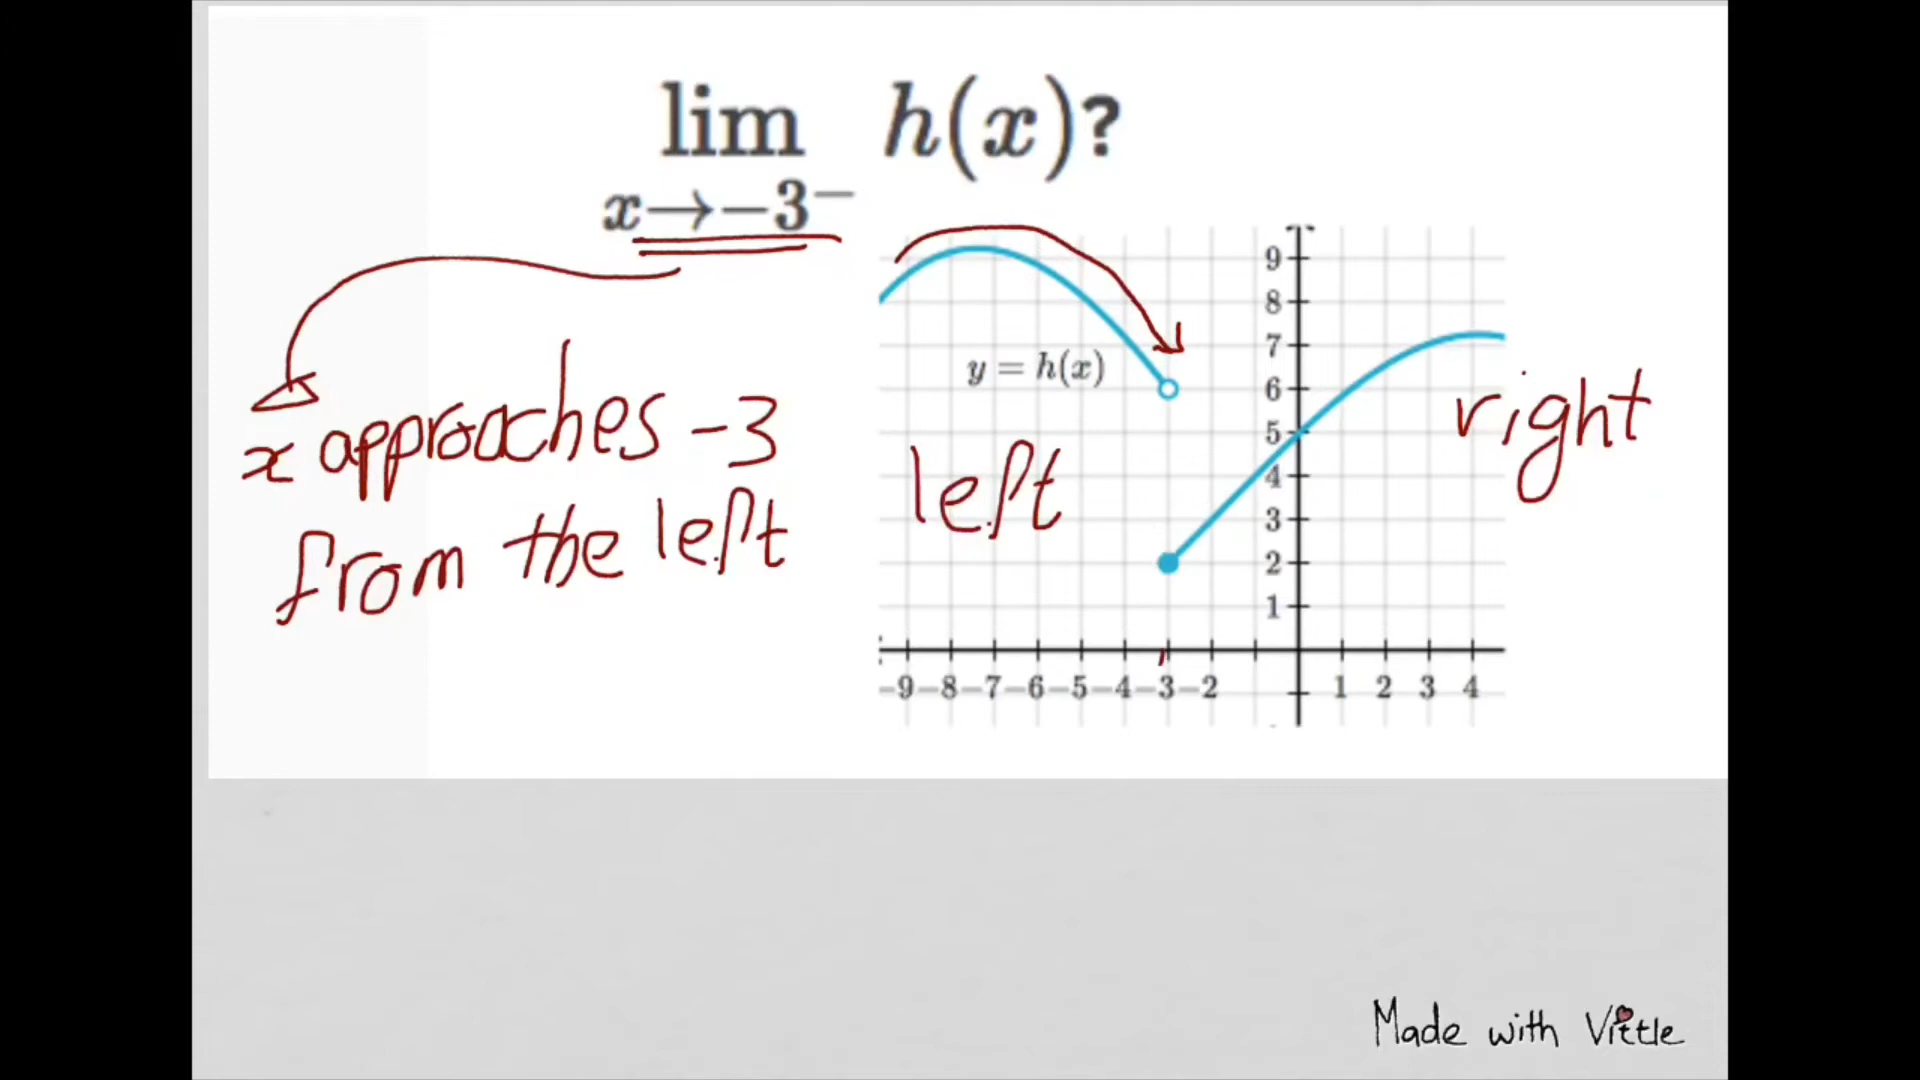 lim h(x)?
x→−3⁻
x approaches -3
from the left
y = h(x)
left
right
9
8
7
6
5
4
3
2
1
−9 −8 −7 −6 −5 −4 −3 −2 1 2 3 4
Made with Vittle